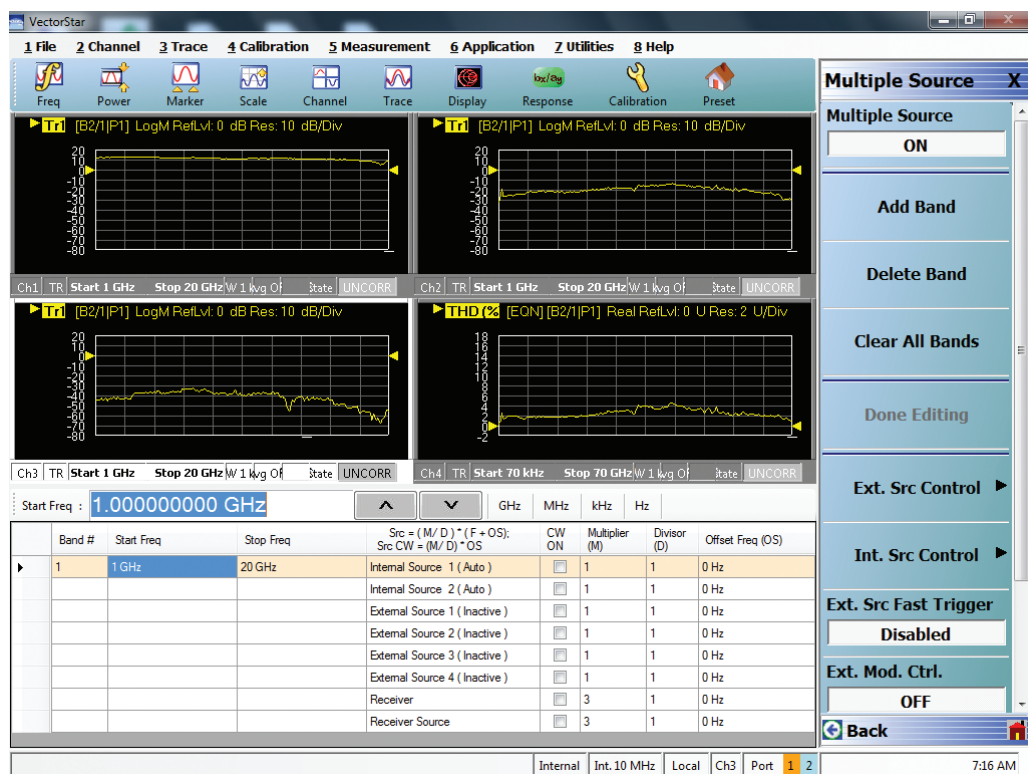 VectorStar
1 File 2 Channel 3 Trace 4 Calibration 5 Measurement 6 Application 7 Utilities 8 Help
Freq Power Marker Scale Channel Trace Display Response Calibration Preset
Tr1 [B2/1|P1] LogM RefLvl: 0 dB Res: 10 dB/Div
20
10
0
-10
-20
-30
-40
-50
-60
-70
-80
Ch1 TR Start 1 GHz Stop 20 GHz UNCORR
Tr1 [B2/1|P1] LogM RefLvl: 0 dB Res: 10 dB/Div
20
10
0
-10
-20
-30
-40
-50
-60
-70
-80
Ch2 TR Start 1 GHz Stop 20 GHz UNCORR
Tr1 [B2/1|P1] LogM RefLvl: 0 dB Res: 10 dB/Div
20
10
0
-10
-20
-30
-40
-50
-60
-70
-80
Ch3 TR Start 1 GHz Stop 20 GHz UNCORR
THD (% [EQN] [B2/1|P1] Real RefLvl: 0 U Res: 2 U/Div
18
16
14
12
10
8
6
4
2
0
-2
Ch4 TR Start 70 kHz Stop 70 GHz UNCORR
Start Freq : 1.000000000 GHz GHz MHz kHz Hz
Band # Start Freq Stop Freq Src = ( M / D ) * ( F + OS); Src CW = (M/ D) * OS CW ON Multiplier (M) Divisor (D) Offset Freq (OS)
1 1 GHz 20 GHz Internal Source 1 ( Auto ) 1 1 0 Hz
Internal Source 2 ( Auto ) 1 1 0 Hz
External Source 1 ( Inactive ) 1 1 0 Hz
External Source 2 ( Inactive ) 1 1 0 Hz
External Source 3 ( Inactive ) 1 1 0 Hz
External Source 4 ( Inactive ) 1 1 0 Hz
Receiver 3 1 0 Hz
Receiver Source 3 1 0 Hz
Multiple Source X
Multiple Source
ON
Add Band
Delete Band
Clear All Bands
Done Editing
Ext. Src Control
Int. Src Control
Ext. Src Fast Trigger
Disabled
Ext. Mod. Ctrl.
OFF
Back
Internal Int. 10 MHz Local Ch3 Port 1 2 7:16 AM